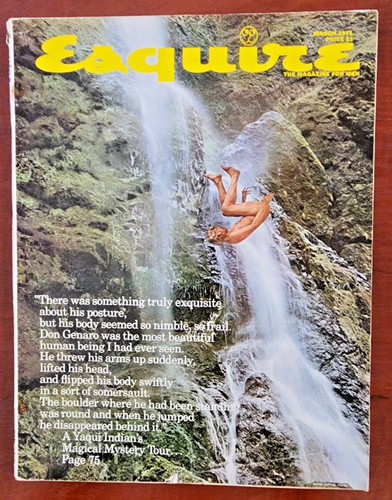 Esquire
MARCH 1971
PRICE $1
THE MAGAZINE FOR MEN
"There was something truly exquisite
about his posture,
but his body seemed so nimble, so frail.
Don Genaro was the most beautiful
human being I had ever seen.
He threw his arms up suddenly,
lifted his head,
and flipped his body swiftly
in a sort of somersault.
The boulder where he had been standing
was round and when he jumped
he disappeared behind it."
A Yaqui Indian's
Magical Mystery Tour.
Page 75